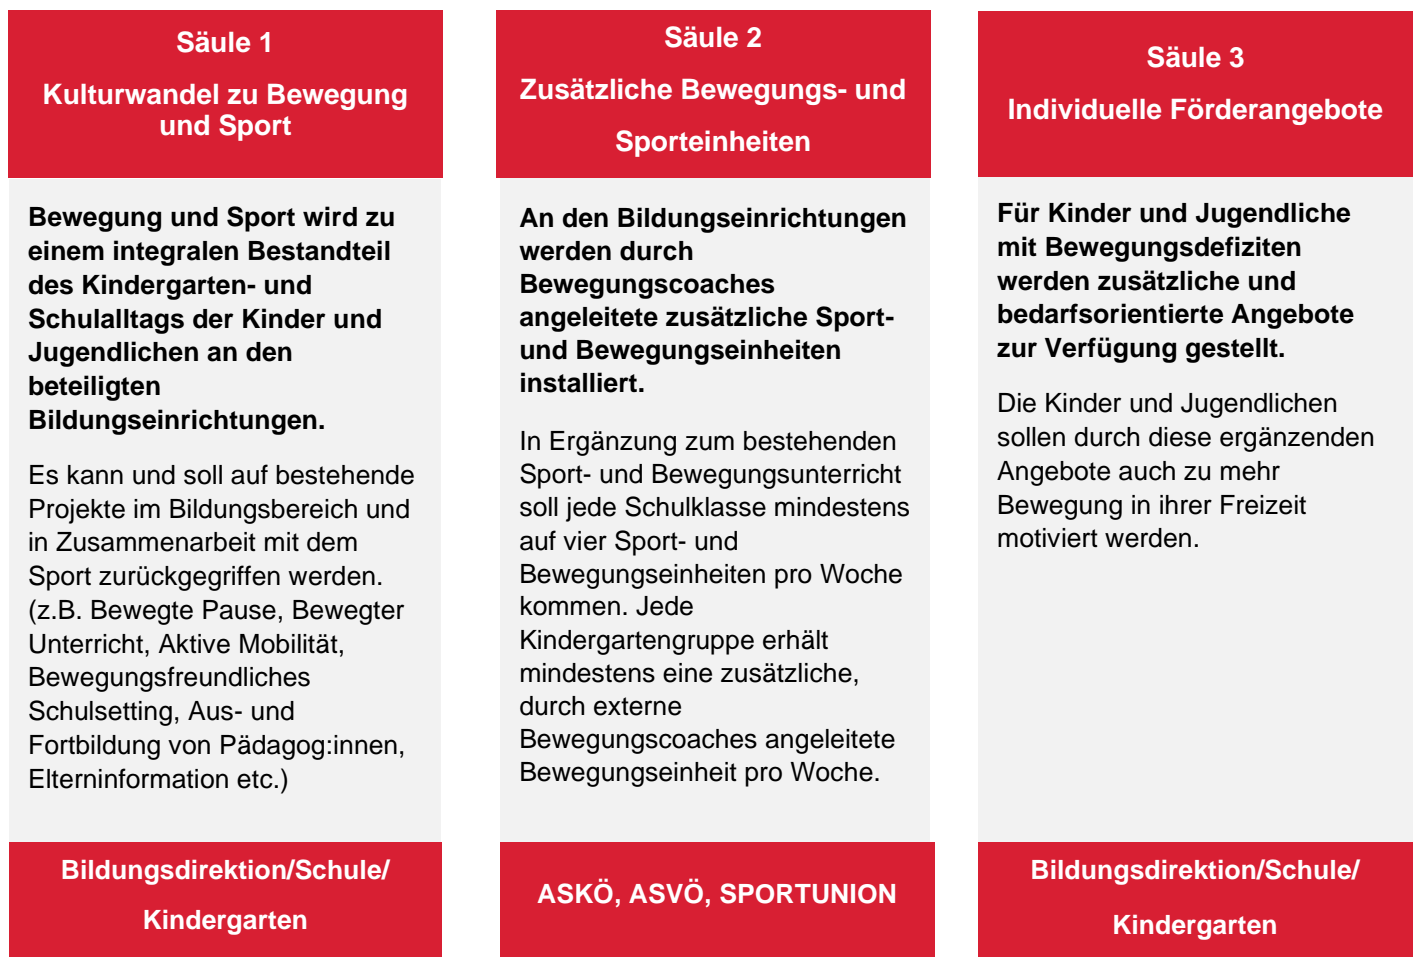 Säule 1
Kulturwandel zu Bewegung
und Sport
Bewegung und Sport wird zu
einem integralen Bestandteil
des Kindergarten- und
Schulalltags der Kinder und
Jugendlichen an den
beteiligten
Bildungseinrichtungen.
Es kann und soll auf bestehende
Projekte im Bildungsbereich und
in Zusammenarbeit mit dem
Sport zurückgegriffen werden.
(z.B. Bewegte Pause, Bewegter
Unterricht, Aktive Mobilität,
Bewegungsfreundliches
Schulsetting, Aus- und
Fortbildung von Pädagog:innen,
Elterninformation etc.)
Bildungsdirektion/Schule/
Kindergarten
Säule 2
Zusätzliche Bewegungs- und
Sporteinheiten
An den Bildungseinrichtungen
werden durch
Bewegungscoaches
angeleitete zusätzliche Sport-
und Bewegungseinheiten
installiert.
In Ergänzung zum bestehenden
Sport- und Bewegungsunterricht
soll jede Schulklasse mindestens
auf vier Sport- und
Bewegungseinheiten pro Woche
kommen. Jede
Kindergartengruppe erhält
mindestens eine zusätzliche,
durch externe
Bewegungscoaches angeleitete
Bewegungseinheit pro Woche.
ASKÖ, ASVÖ, SPORTUNION
Säule 3
Individuelle Förderangebote
Für Kinder und Jugendliche
mit Bewegungsdefiziten
werden zusätzliche und
bedarfsorientierte Angebote
zur Verfügung gestellt.
Die Kinder und Jugendlichen
sollen durch diese ergänzenden
Angebote auch zu mehr
Bewegung in ihrer Freizeit
motiviert werden.
Bildungsdirektion/Schule/
Kindergarten